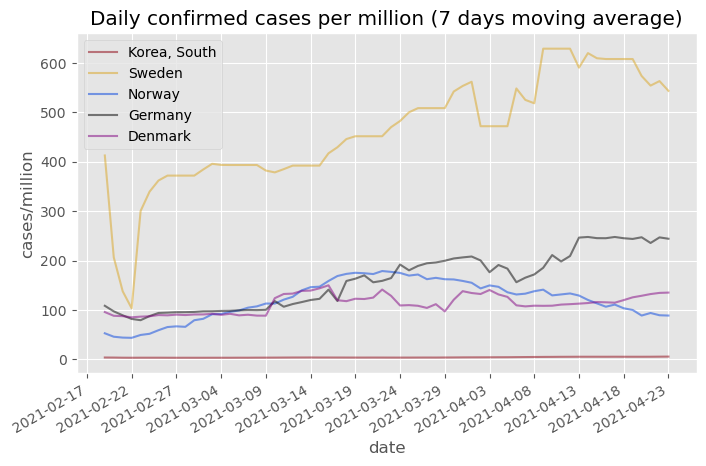 Daily confirmed cases per million (7 days moving average)
Korea, South
Sweden
Norway
Germany
Denmark
cases/million
600
500
400
300
200
100
0
2021-02-17
2021-02-22
2021-02-27
2021-03-04
2021-03-09
2021-03-14
2021-03-19
2021-03-24
2021-03-29
2021-04-03
2021-04-08
2021-04-13
2021-04-18
2021-04-23
date